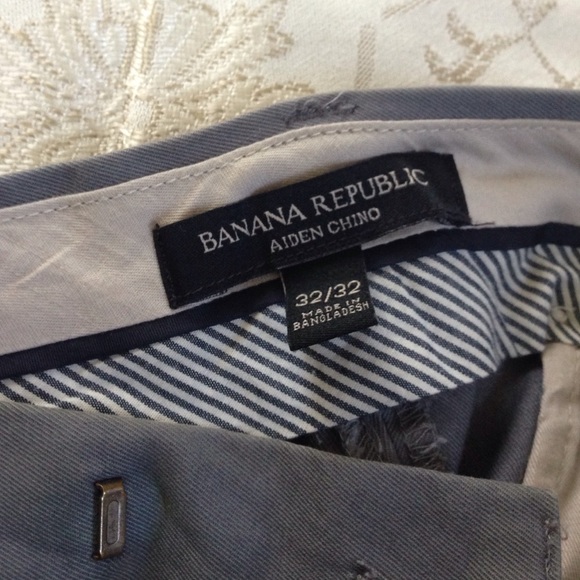 BANANA REPUBLIC
AIDEN CHINO
32/32
MADE IN
BANGLADESH